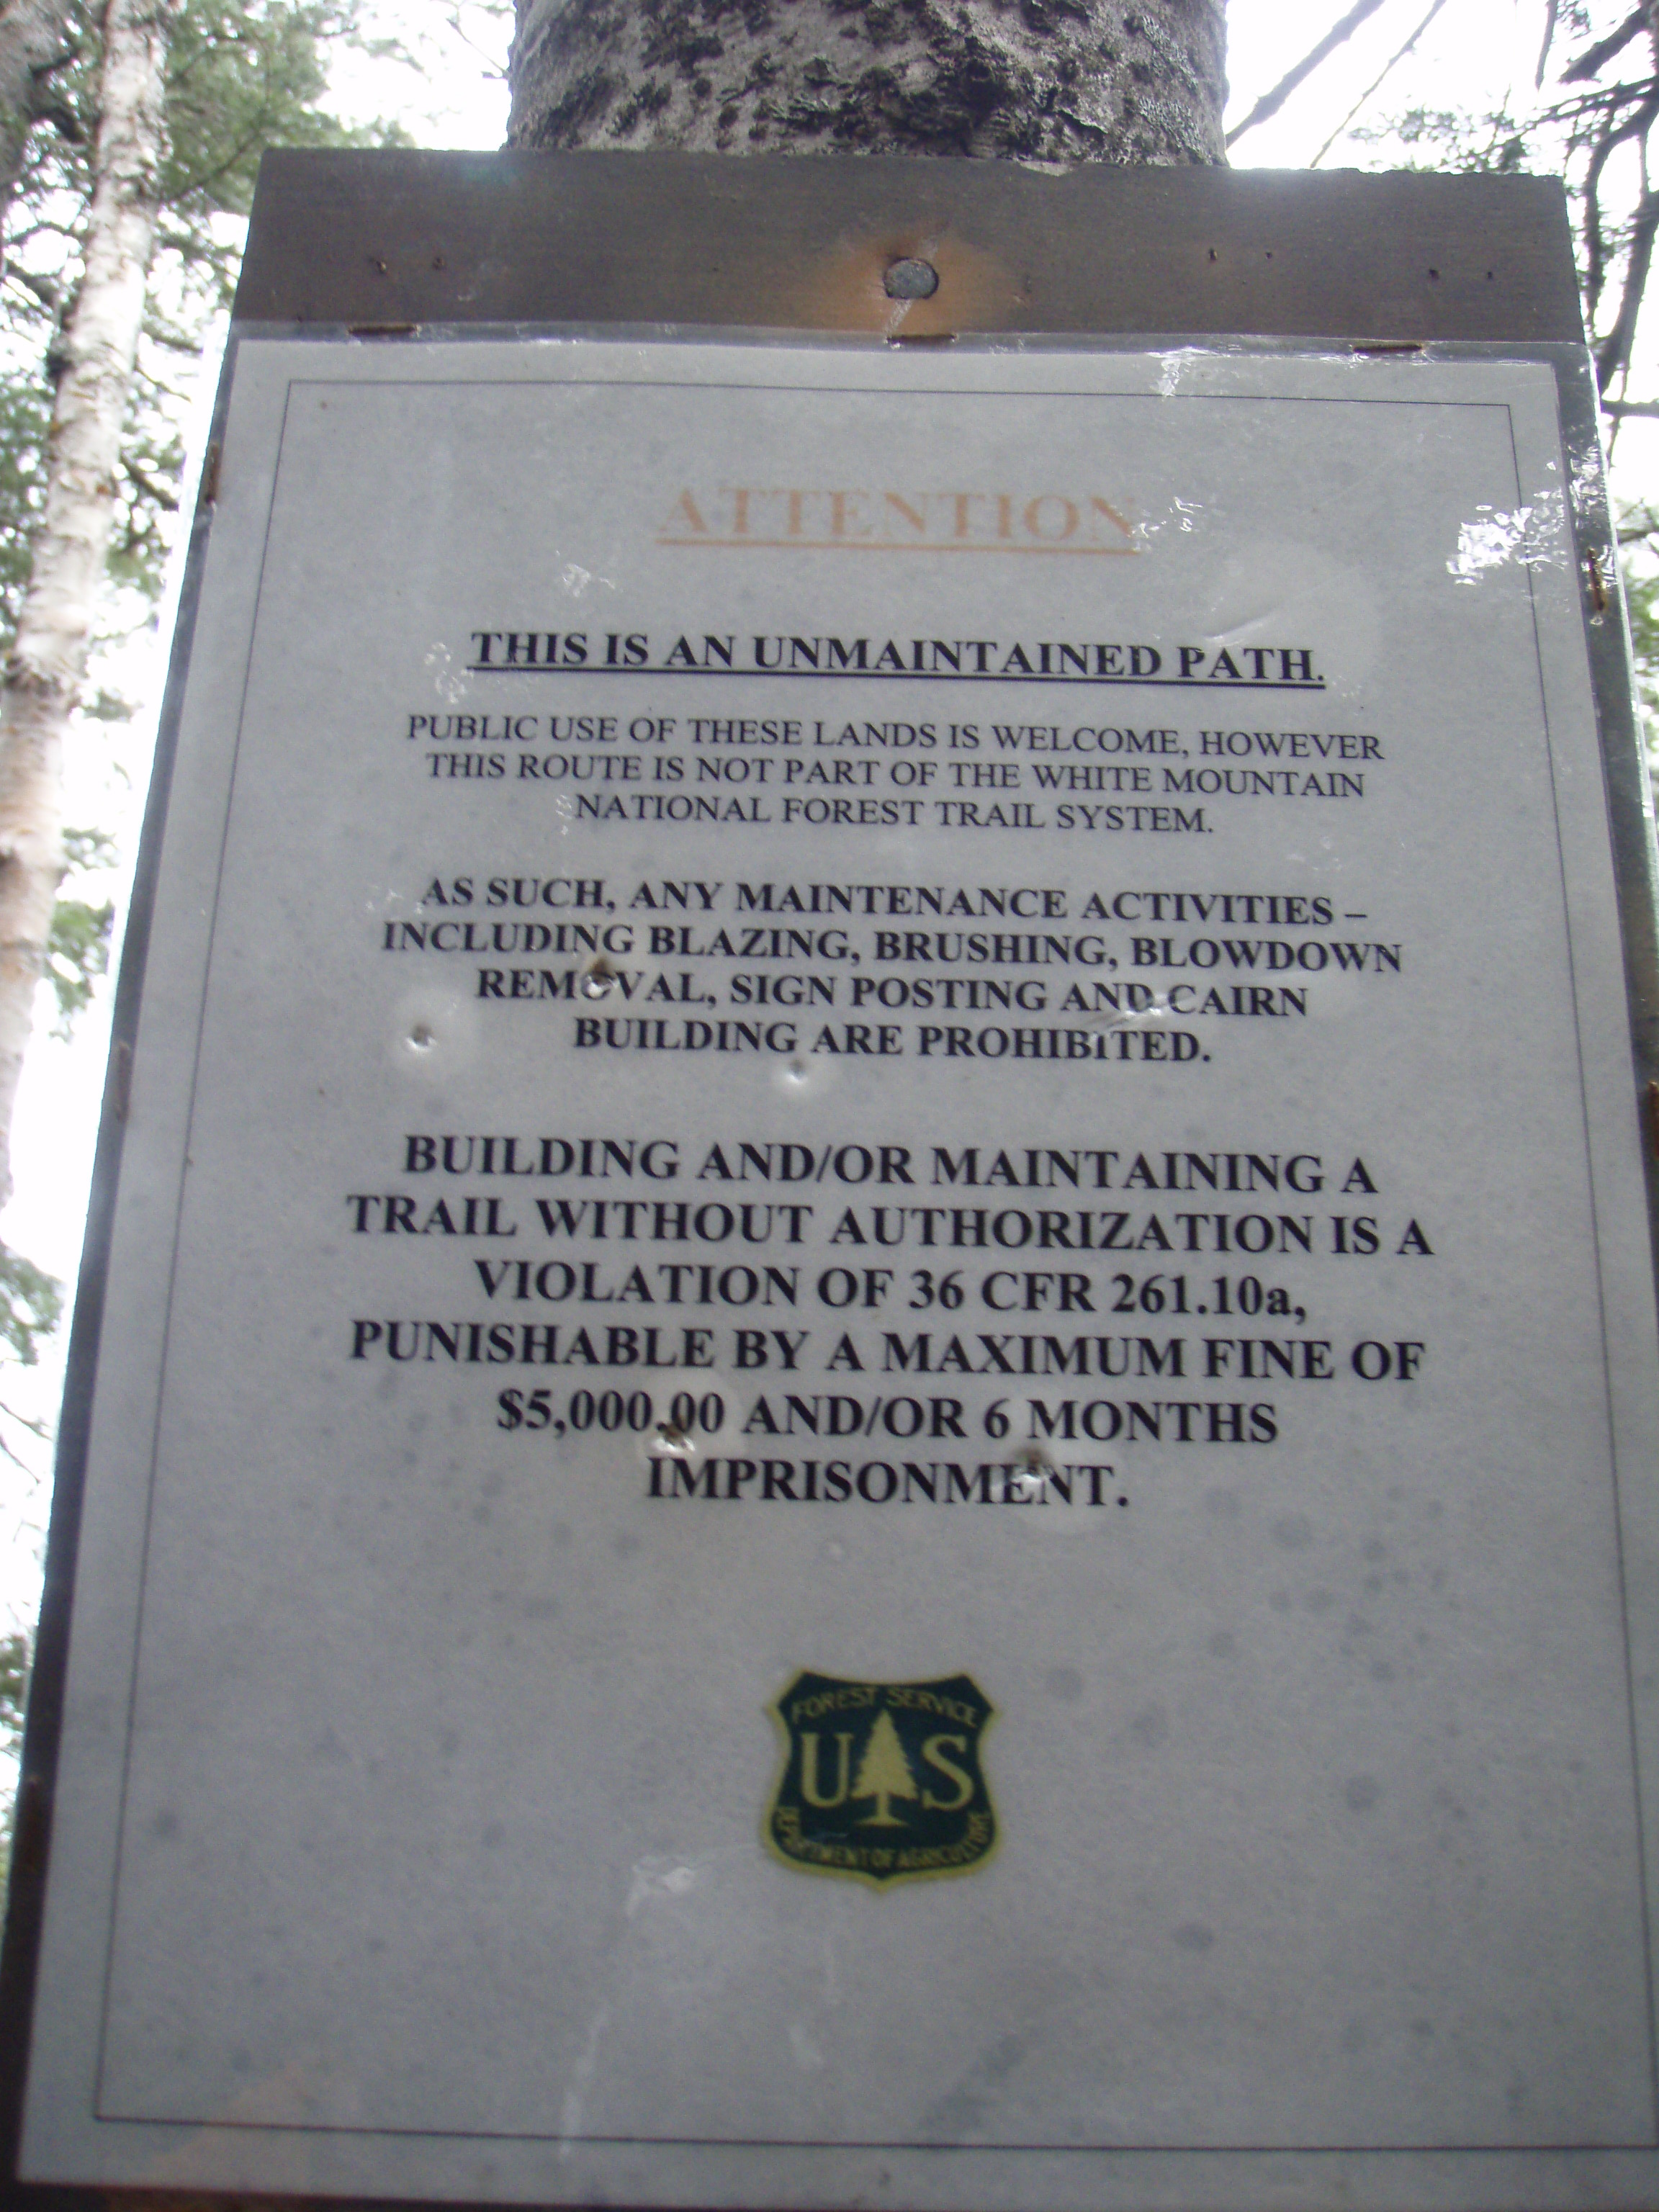 ATTENTION
THIS IS AN UNMAINTAINED PATH.
PUBLIC USE OF THESE LANDS IS WELCOME, HOWEVER
THIS ROUTE IS NOT PART OF THE WHITE MOUNTAIN
NATIONAL FOREST TRAIL SYSTEM.
AS SUCH, ANY MAINTENANCE ACTIVITIES –
INCLUDING BLAZING, BRUSHING, BLOWDOWN
REMOVAL, SIGN POSTING AND CAIRN
BUILDING ARE PROHIBITED.
BUILDING AND/OR MAINTAINING A
TRAIL WITHOUT AUTHORIZATION IS A
VIOLATION OF 36 CFR 261.10a,
PUNISHABLE BY A MAXIMUM FINE OF
$5,000.00 AND/OR 6 MONTHS
IMPRISONMENT.
FOREST SERVICE
U S
DEPARTMENT OF AGRICULTURE